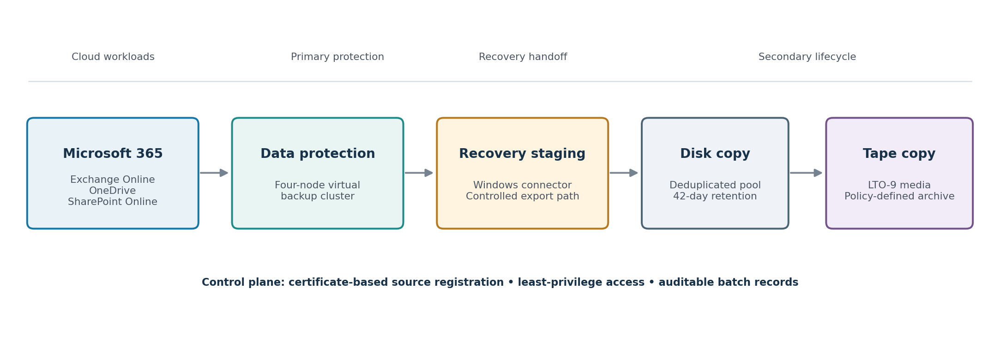 Cloud workloads
Primary protection
Recovery handoff
Secondary lifecycle
Microsoft 365
Exchange Online
OneDrive
SharePoint Online
Data protection
Four-node virtual
backup cluster
Recovery staging
Windows connector
Controlled export path
Disk copy
Deduplicated pool
42-day retention
Tape copy
LTO-9 media
Policy-defined archive
Control plane: certificate-based source registration • least-privilege access • auditable batch records